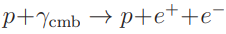 p+γ_cmb → p+e⁺+e⁻